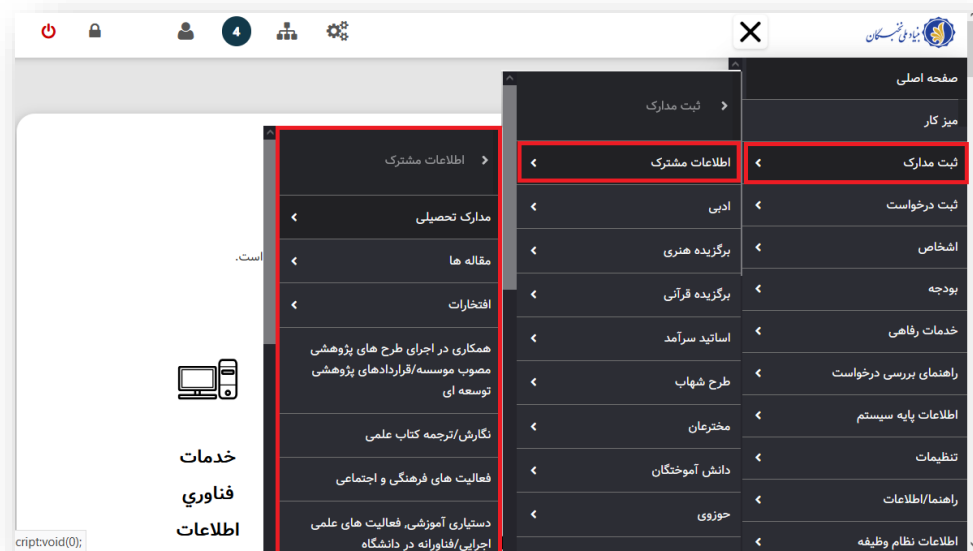 بنیاد ملی نخبگان
4
صفحه اصلی
میز کار
ثبت مدارک
ثبت درخواست
اشخاص
بودجه
خدمات رفاهی
راهنمای بررسی درخواست
اطلاعات پایه سیستم
تنظیمات
راهنما/اطلاعات
اطلاعات نظام وظیفه
ثبت مدارک
اطلاعات مشترک
ادبی
برگزیده هنری
برگزیده قرآنی
اساتید سرآمد
طرح شهاب
مخترعان
دانش آموختگان
حوزوی
اطلاعات مشترک
مدارک تحصیلی
مقاله ها
افتخارات
همکاری در اجرای طرح های پژوهشی
مصوب موسسه/قراردادهای پژوهشی
توسعه ای
نگارش/ترجمه کتاب علمی
فعالیت های فرهنگی و اجتماعی
دستیاری آموزشی, فعالیت های علمی
اجرایی/فناورانه در دانشگاه
است.
خدمات
فناوري
اطلاعات
cript:void(0);